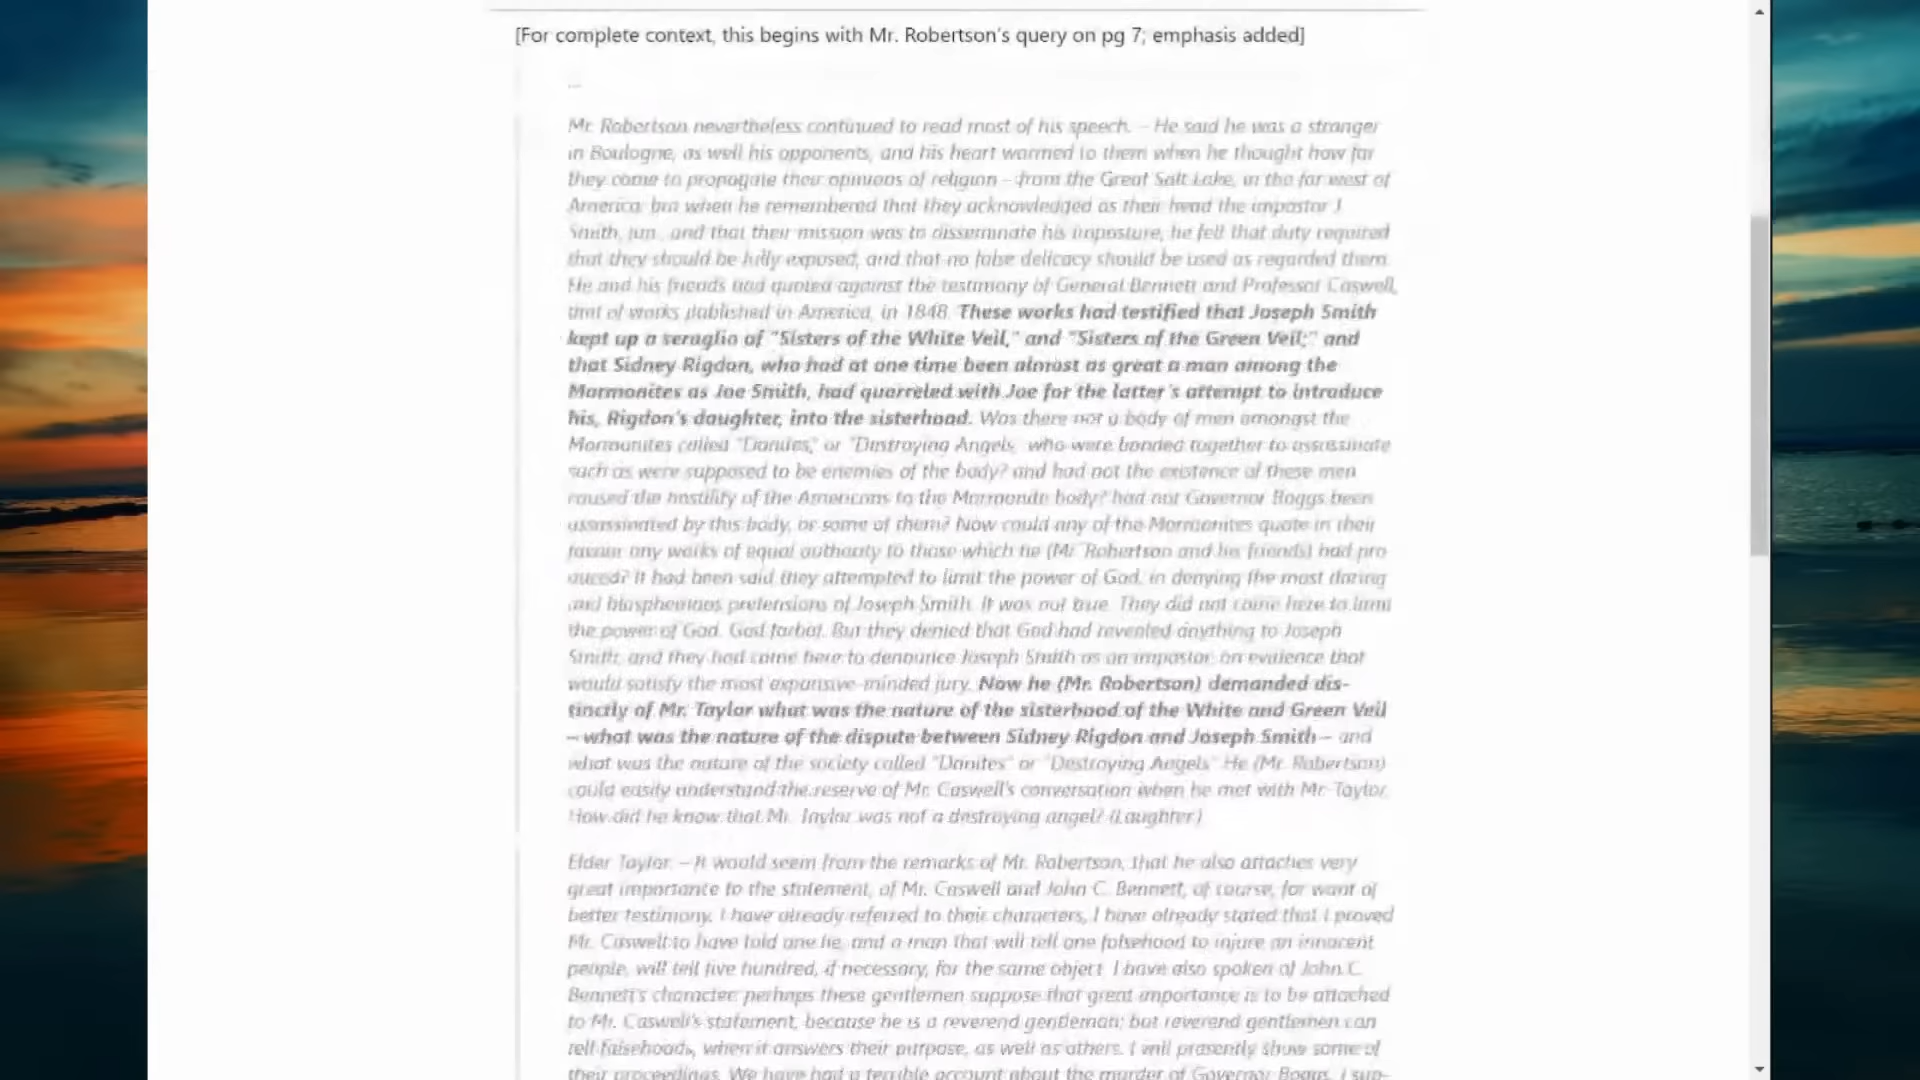 [For complete context, this begins with Mr. Robertson's query on pg 7; emphasis added]
...
Mr. Robertson nevertheless continued to read most of his speech. – He said he was a stranger
in Boulogne, as well his opponents, and his heart warmed to them when he thought how far
they come to propogate their opinions of religion – from the Great Salt Lake, in the far west of
America but when he remembered that they acknowledged as their head the impostor J
Smith, jun., and that their mission was to disseminate his imposture, he felt that duty required
that they should be fully exposed, and that no false delicacy should be used as regarded them.
He and his friends had quoted against the testimony of General Bennett and Professor Caswell,
that of works published in America, in 1848. These works had testified that Joseph Smith
kept up a seraglio of "Sisters of the White Veil," and "Sisters of the Green Veil;" and
that Sidney Rigdon, who had at one time been almost as great a man among the
Mormonites as Joe Smith, had quarreled with Joe for the latter's attempt to introduce
his, Rigdon's daughter, into the sisterhood. Was there not a body of men amongst the
Mormonites called "Danites," or "Destroying Angels, who were bonded together to assassinate
such as were supposed to be enemies of the body? and had not the existence of these men
roused the hostility of the Americans to the Mormonite body? had not Governor Boggs been
assassinated by this body, or some of them? Now could any of the Mormonites quote in their
favour any works of equal authority to those which he (Mr. Robertson and his friends) had pro
duced? It had been said they attempted to limit the power of God, in denying the most daring
and blasphemous pretensions of Joseph Smith. It was not true. They did not come here to limit
the power of God. God forbid. But they denied that God had revealed anything to Joseph
Smith, and they had come here to denounce Joseph Smith as an impostor, on evidence that
would satisfy the most expansive-minded jury. Now he (Mr. Robertson) demanded dis-
tinctly of Mr. Taylor what was the nature of the sisterhood of the White and Green Veil
– what was the nature of the dispute between Sidney Rigdon and Joseph Smith – and
what was the nature of the society called "Danites" or "Destroying Angels" He (Mr. Robertson)
could easily understand the reserve of Mr. Caswell's conversation when he met with Mr. Taylor.
How did he know that Mr. Taylor was not a destroying angel? (Laughter)
Elder Taylor. – It would seem from the remarks of Mr. Robertson, that he also attaches very
great importance to the statement, of Mr. Caswell and John C. Bennett, of course, for want of
better testimony. I have already referred to their characters, I have already stated that I proved
Mr. Caswell to have told one lie, and a man that will tell one falsehood to injure an innocent
people, will tell five hundred, if necessary, for the same object. I have also spoken of John C.
Bennett's character: perhaps these gentlemen suppose that great importance is to be attached
to Mr. Caswell's statement, because he is a reverend gentleman; but reverend gentlemen can
tell falsehoods, when it answers their purpose, as well as others. I will presently show some of
their proceedings. We have had a terrible account about the murder of Governor Boggs. I sup-